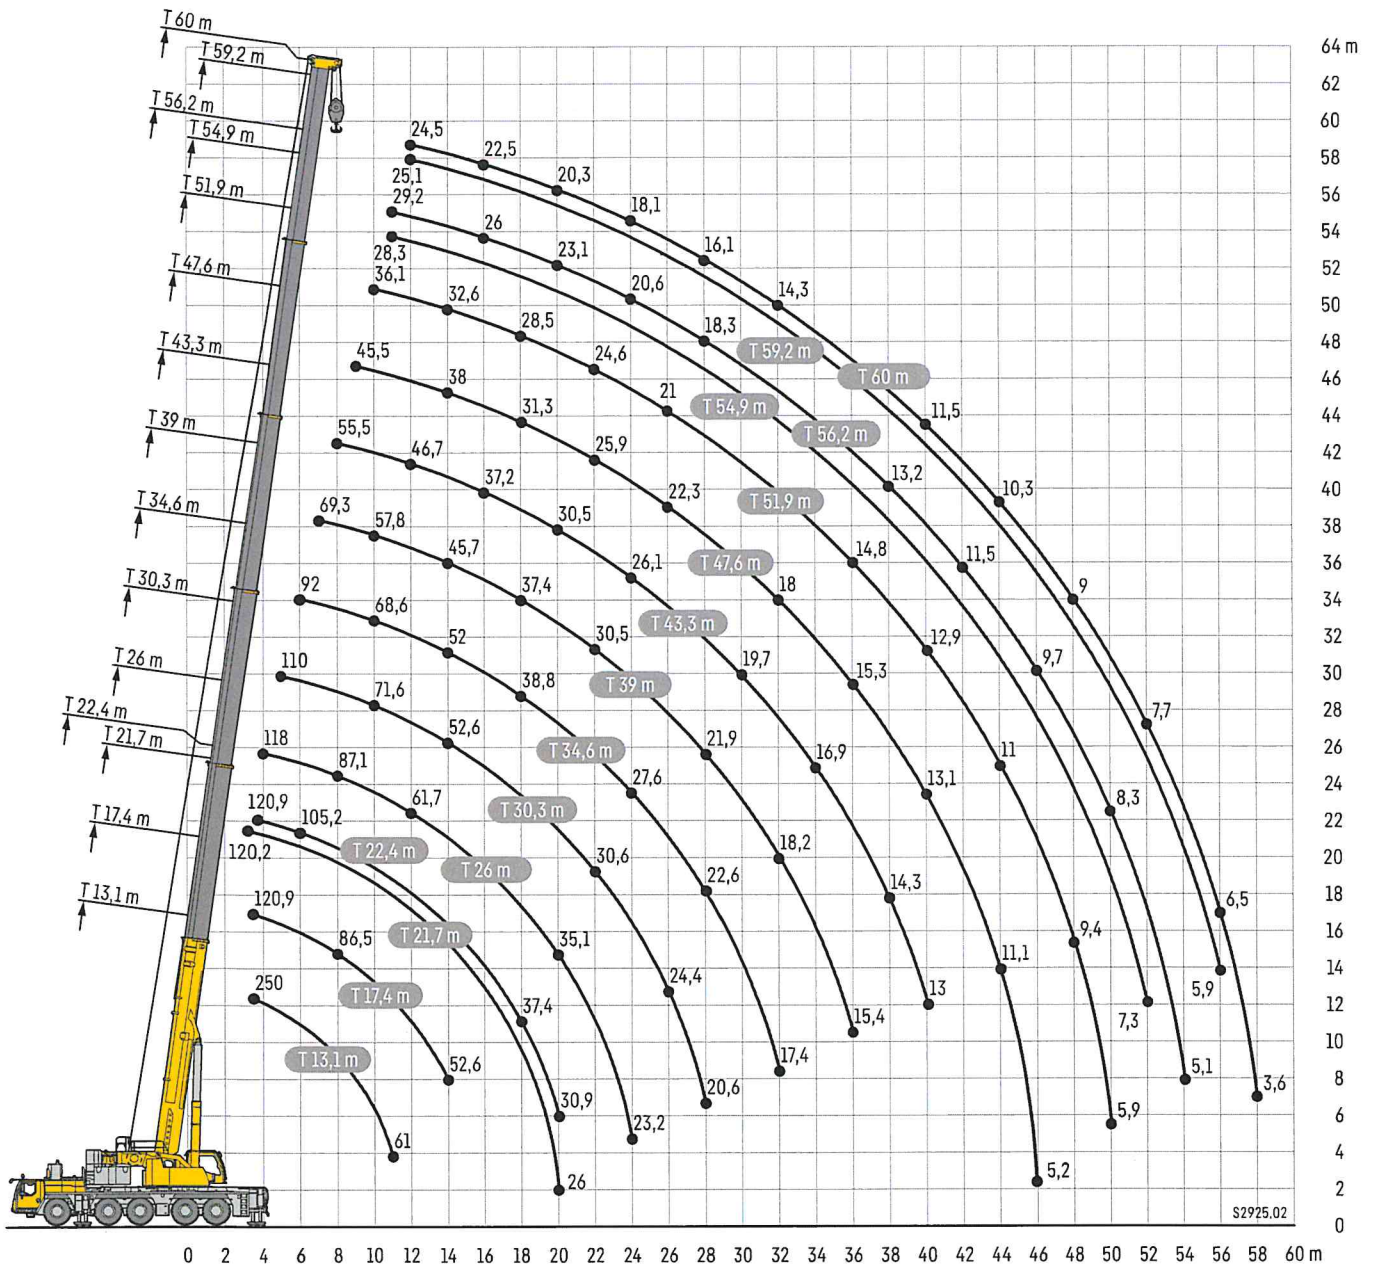 T 60 m
T 59,2 m
T 56,2 m
T 54,9 m
T 51,9 m
T 47,6 m
T 43,3 m
T 39 m
T 34,6 m
T 30,3 m
T 26 m
T 22,4 m
T 21,7 m
T 17,4 m
T 13,1 m
24,5 22,5 20,3 18,1 16,1 14,3 11,5 10,3 9 7,7 6,5 3,6
T 60 m
25,1 5,9
T 59,2 m
29,2 26 23,1 20,6 18,3 13,2 11,5 9,7 8,3 5,1
T 56,2 m
28,3 7,3
T 54,9 m
36,1 32,6 28,5 24,6 21 14,8 12,9 11 9,4 5,9
T 51,9 m
45,5 38 31,3 25,9 22,3 18 15,3 13,1 11,1 5,2
T 47,6 m
55,5 46,7 37,2 30,5 26,1 19,7 16,9 14,3 13
T 43,3 m
69,3 57,8 45,7 37,4 30,5 21,9 18,2 15,4
T 39 m
92 68,6 52 38,8 27,6 22,6 17,4
T 34,6 m
110 71,6 52,6 30,6 24,4 20,6
T 30,3 m
118 87,1 61,7 35,1 23,2
T 26 m
120,9 105,2 37,4 30,9
T 22,4 m
120,2 26
T 21,7 m
120,9 86,5 52,6
T 17,4 m
250 61
T 13,1 m
64 m
62
60
58
56
54
52
50
48
46
44
42
40
38
36
34
32
30
28
26
24
22
20
18
16
14
12
10
8
6
4
2
0
S2925.02
0 2 4 6 8 10 12 14 16 18 20 22 24 26 28 30 32 34 36 38 40 42 44 46 48 50 52 54 56 58 60 m